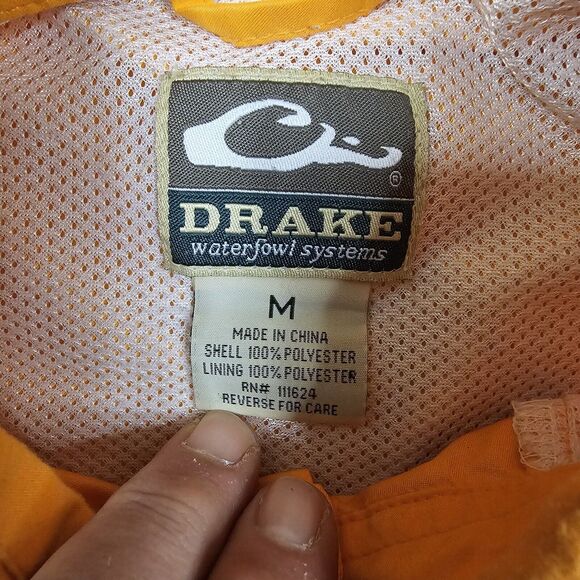 ®
DRAKE
waterfowl systems
M
MADE IN CHINA
SHELL 100% POLYESTER
LINING 100% POLYESTER
RN# 111624
REVERSE FOR CARE